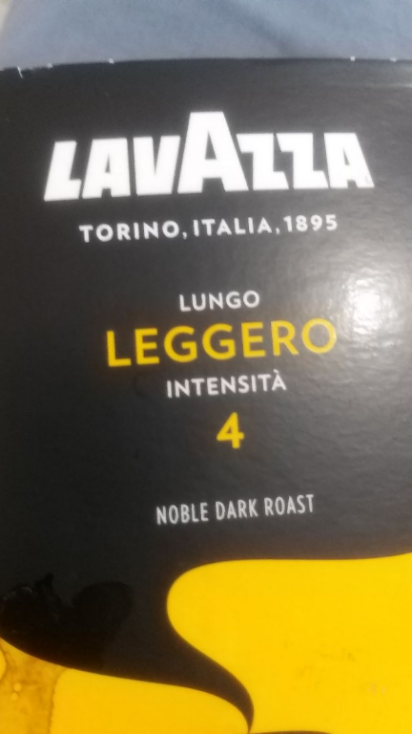 LAVAZZA
TORINO, ITALIA, 1895
LUNGO
LEGGERO
INTENSITÀ
4
NOBLE DARK ROAST